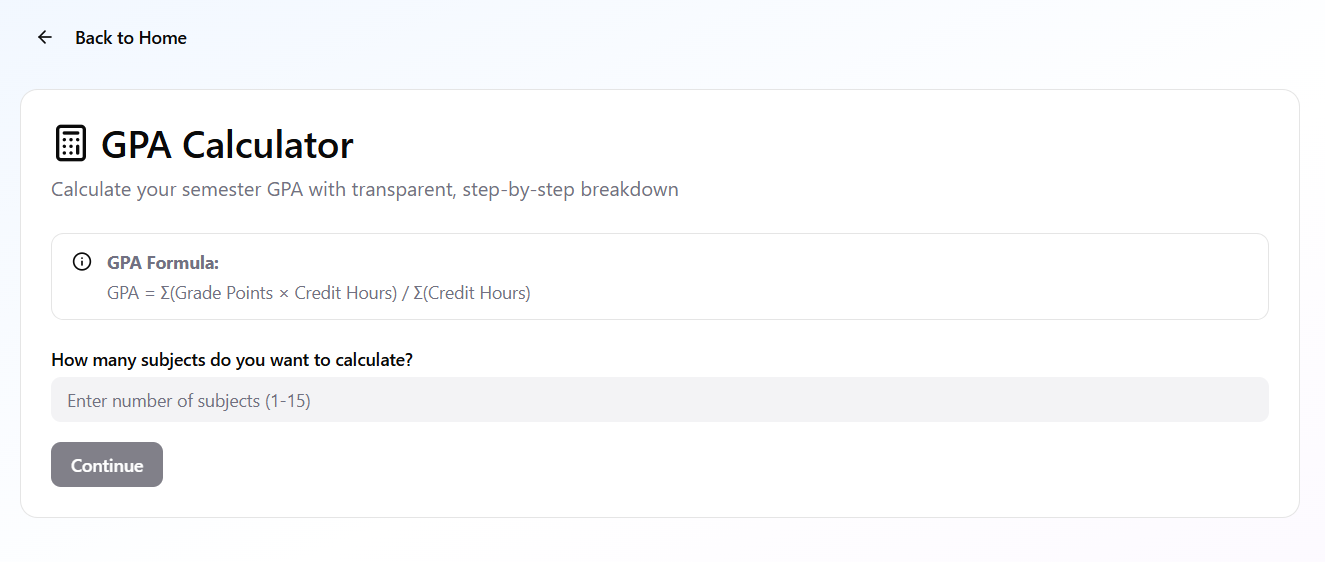 Back to Home
GPA Calculator
Calculate your semester GPA with transparent, step-by-step breakdown
GPA Formula:
GPA = Σ(Grade Points × Credit Hours) / Σ(Credit Hours)
How many subjects do you want to calculate?
Enter number of subjects (1-15)
Continue